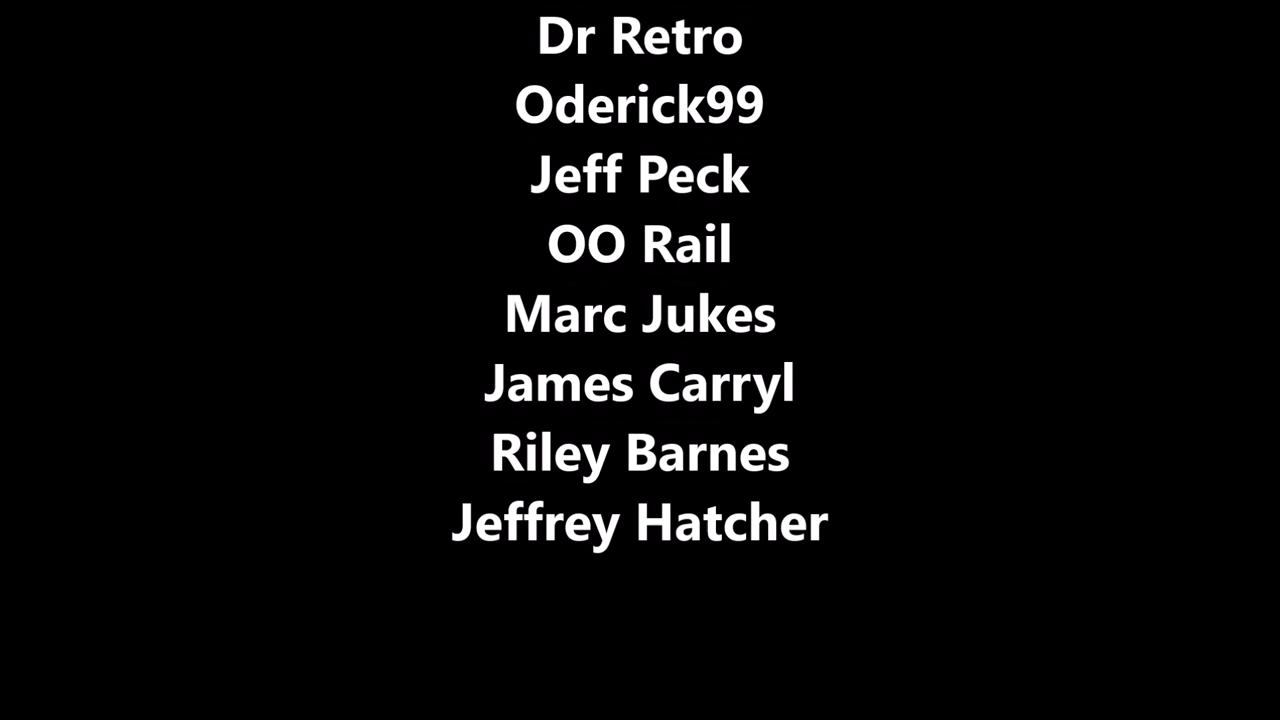 Dr Retro
Oderick99
Jeff Peck
OO Rail
Marc Jukes
James Carryl
Riley Barnes
Jeffrey Hatcher